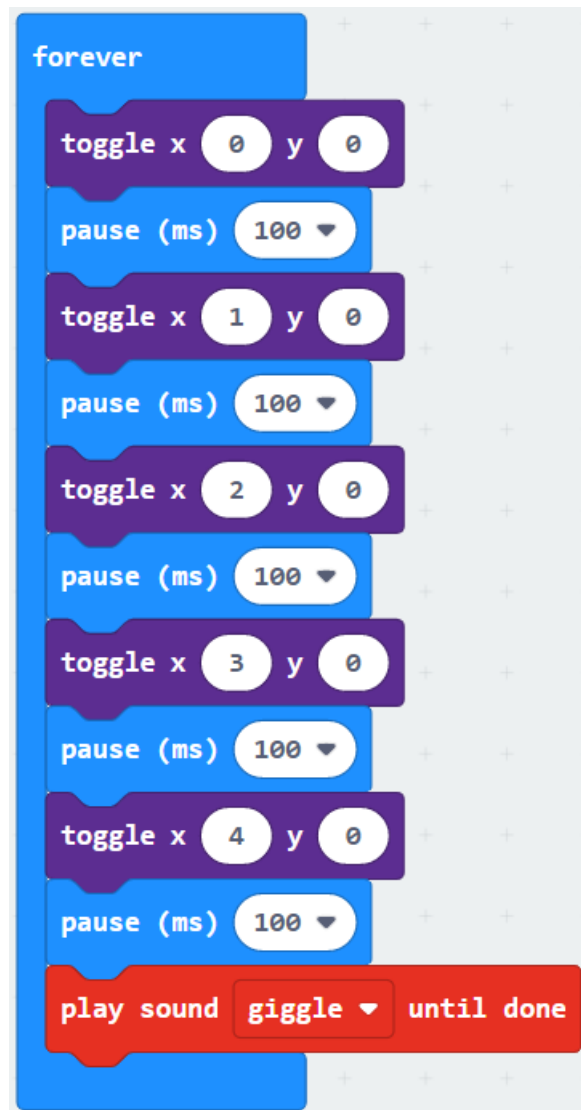 forever
toggle x 0 y 0
pause (ms) 100
toggle x 1 y 0
pause (ms) 100
toggle x 2 y 0
pause (ms) 100
toggle x 3 y 0
pause (ms) 100
toggle x 4 y 0
pause (ms) 100
play sound giggle until done